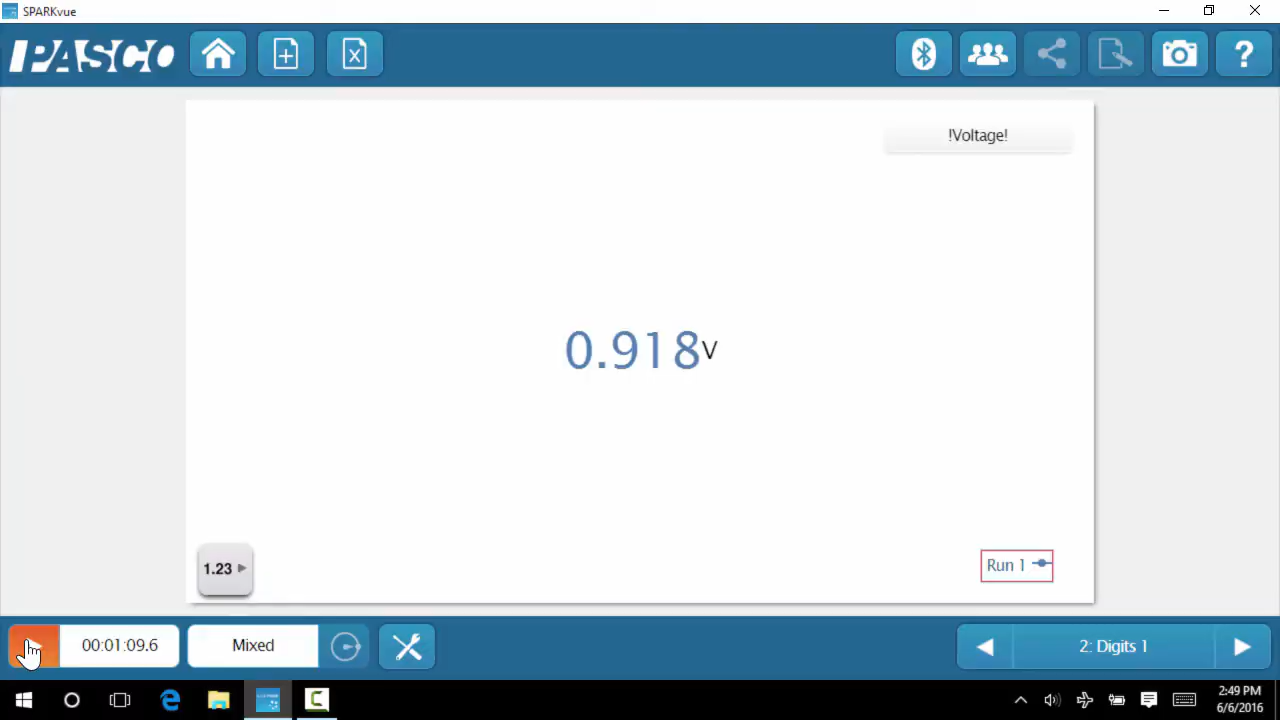 SPARKvue
PASCO
!Voltage!
0.918V
1.23
Run 1
00:01:09.6
Mixed
2: Digits 1
2:49 PM
6/6/2016